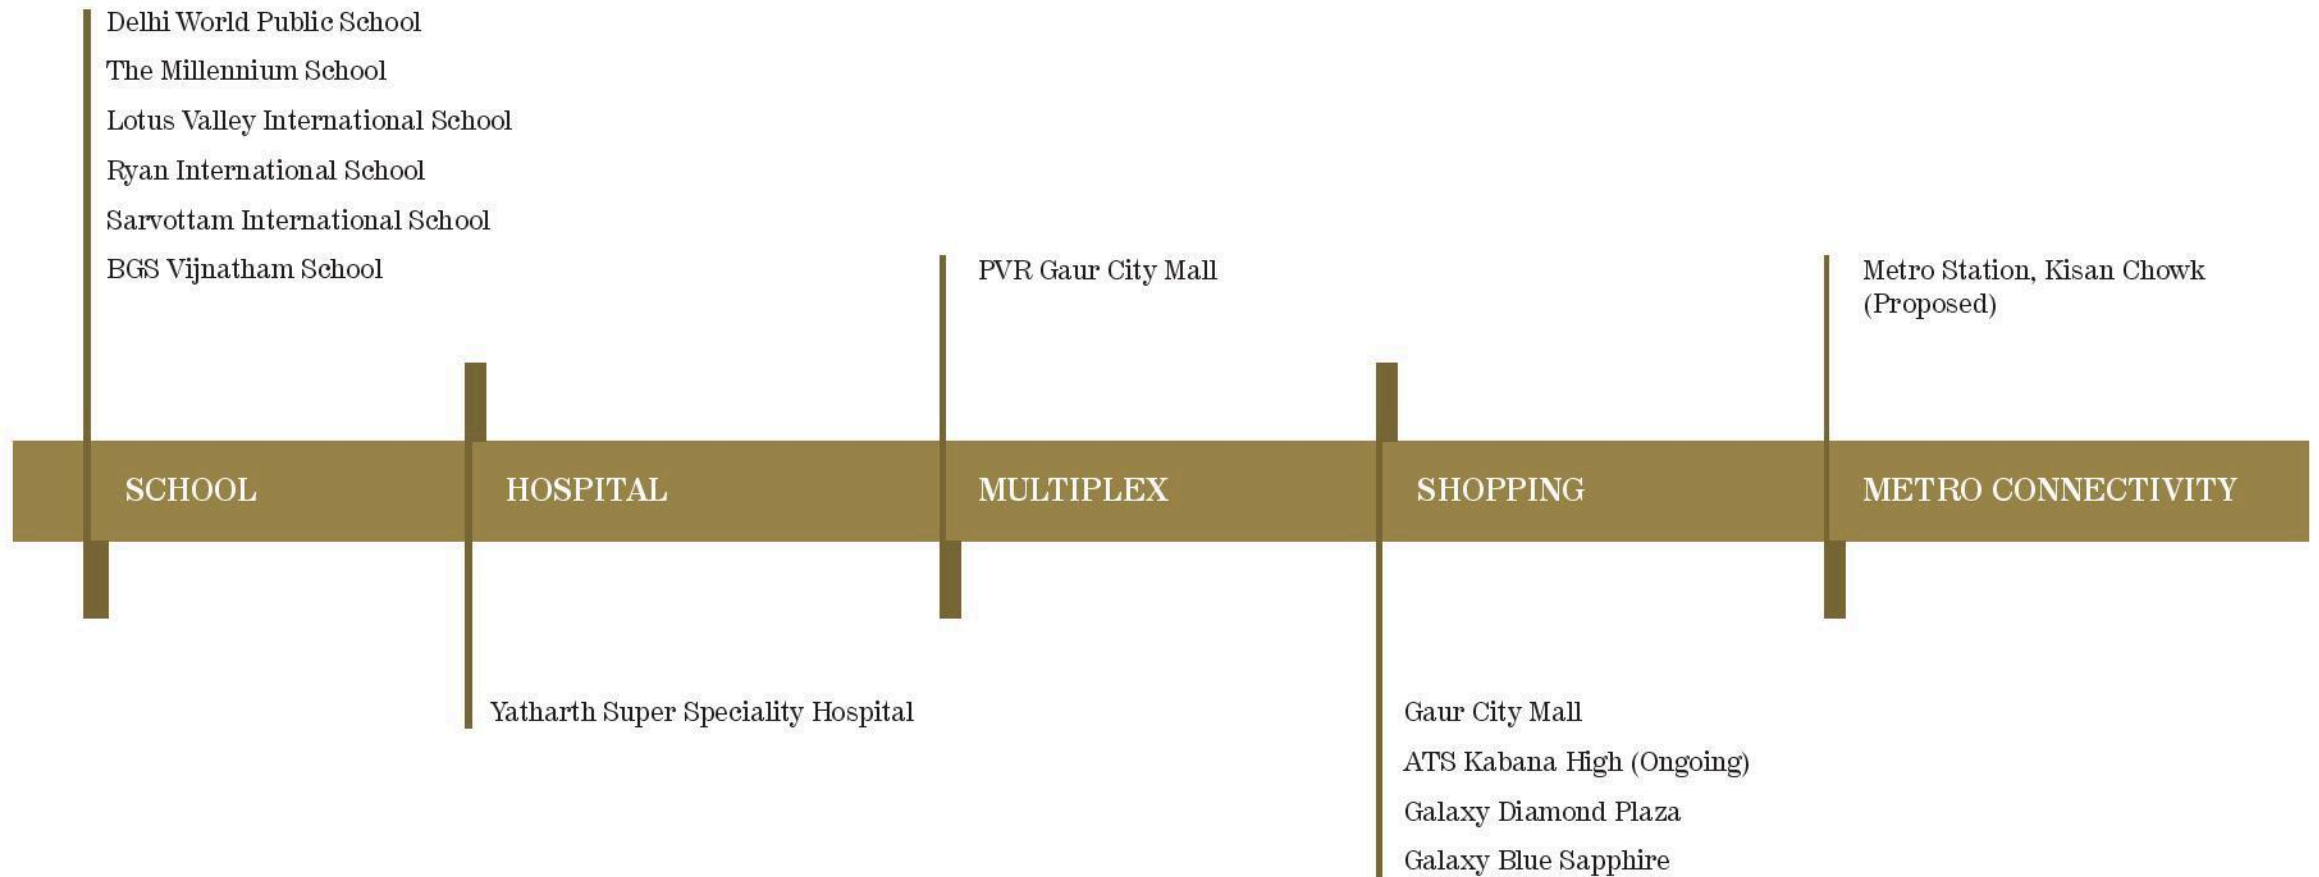 Delhi World Public School
The Millennium School
Lotus Valley International School
Ryan International School
Sarvottam International School
BGS Vijnatham School
PVR Gaur City Mall
Metro Station, Kisan Chowk
(Proposed)
SCHOOL
HOSPITAL
MULTIPLEX
SHOPPING
METRO CONNECTIVITY
Yatharth Super Speciality Hospital
Gaur City Mall
ATS Kabana High (Ongoing)
Galaxy Diamond Plaza
Galaxy Blue Sapphire